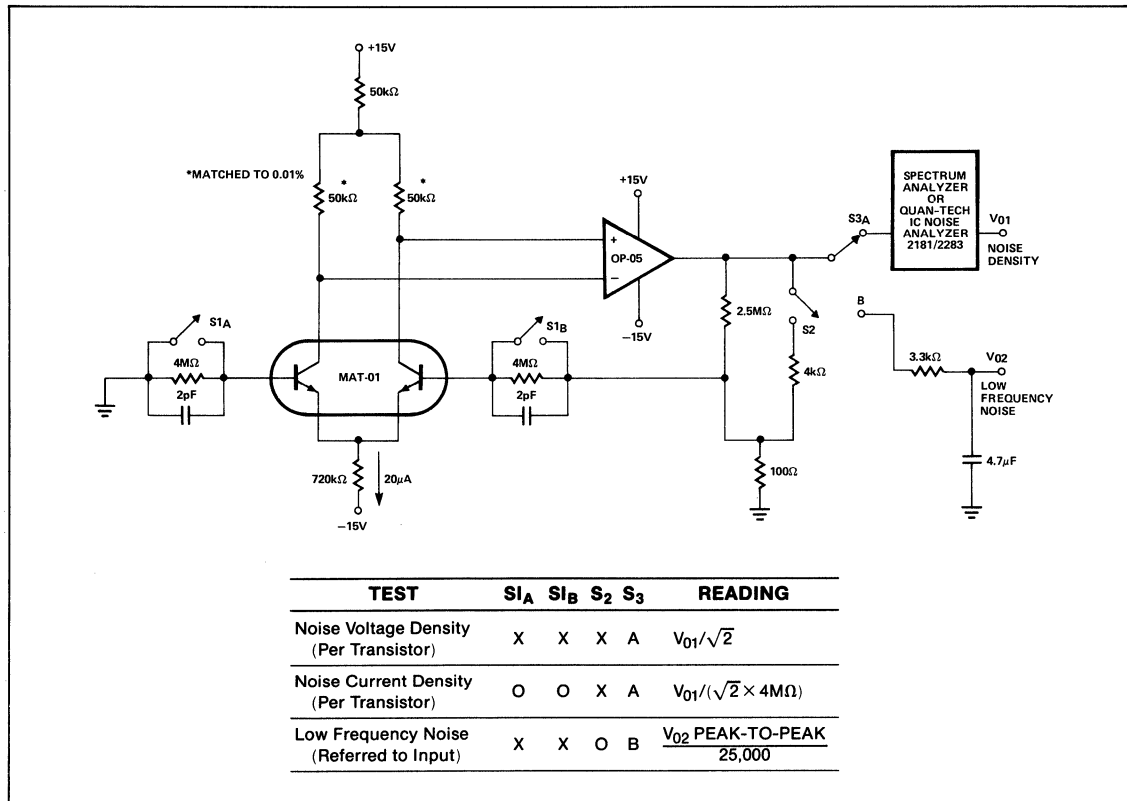 +15V
50kΩ
*MATCHED TO 0.01%
*
50kΩ
*
50kΩ
+15V
+
OP-05
−
−15V
S3A
SPECTRUM
ANALYZER
OR
QUAN-TECH
IC NOISE
ANALYZER
2181/2283
V01
NOISE
DENSITY
2.5MΩ
S2
4kΩ
B
3.3kΩ
V02
LOW
FREQUENCY
NOISE
4.7µF
100Ω
S1A
4MΩ
2pF
MAT-01
S1B
4MΩ
2pF
720kΩ
20µA
−15V
TEST SIA SIB S2 S3 READING
Noise Voltage Density
(Per Transistor) X X X A V01/√2
Noise Current Density
(Per Transistor) O O X A V01/(√2 × 4MΩ)
Low Frequency Noise
(Referred to Input) X X O B V02 PEAK-TO-PEAK
25,000